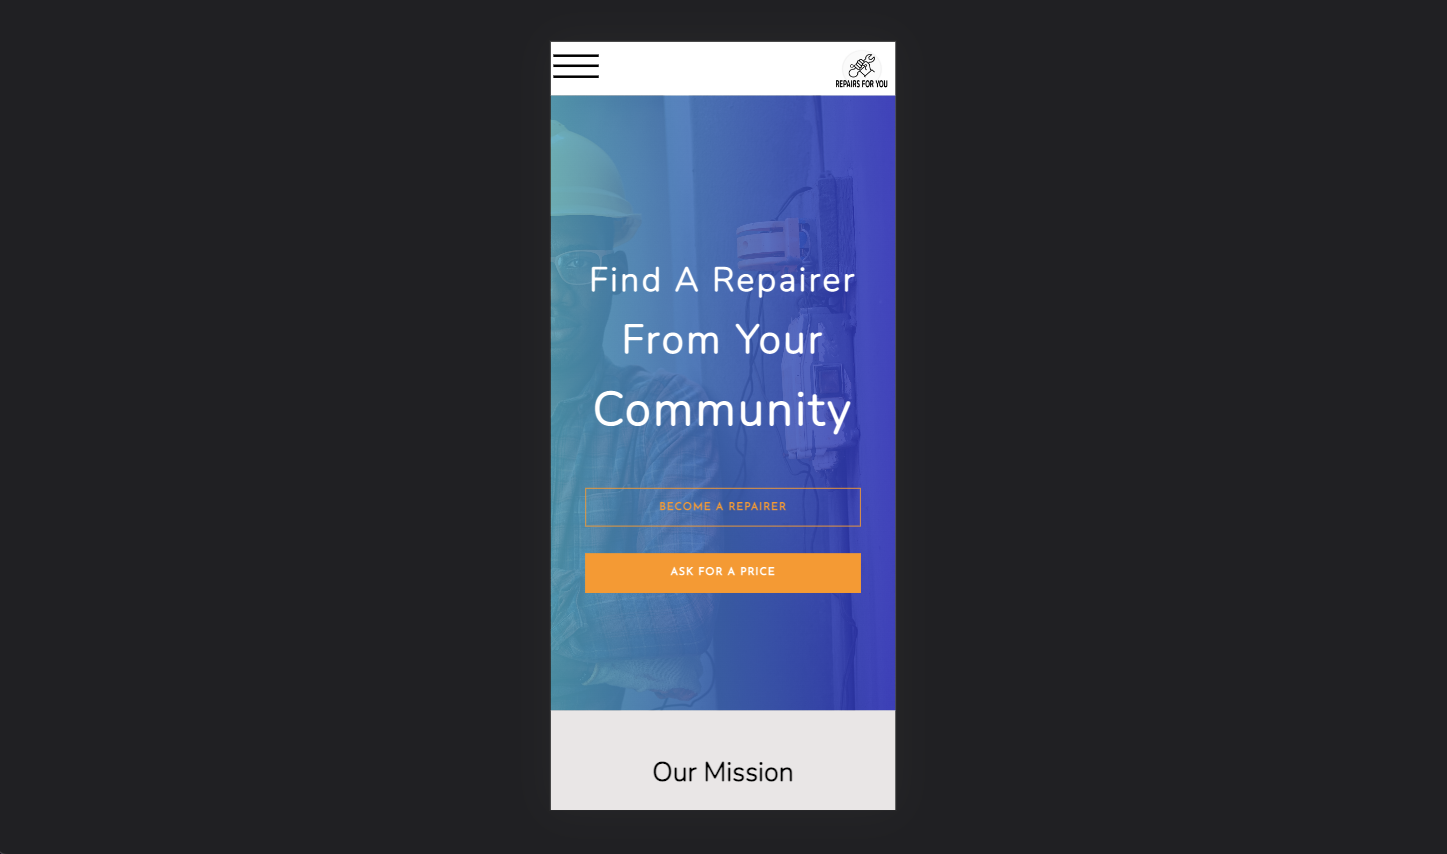 REPAIRS FOR YOU
Find A Repairer
From Your
Community
BECOME A REPAIRER
ASK FOR A PRICE
Our Mission